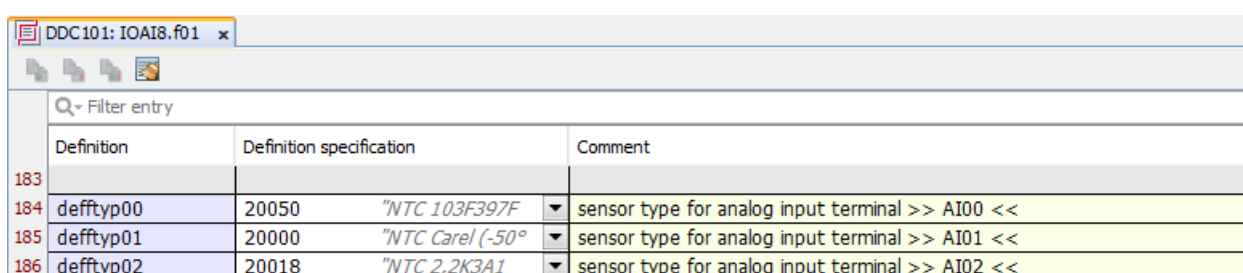 DDC101: IOAI8.f01 x
Filter entry
Definition Definition specification Comment
183
184 defftyp00 20050 "NTC 103F397F sensor type for analog input terminal >> AI00 <<
185 defftyp01 20000 "NTC Carel (-50° sensor type for analog input terminal >> AI01 <<
186 defftyp02 20018 "NTC 2.2K3A1 sensor type for analog input terminal >> AI02 <<